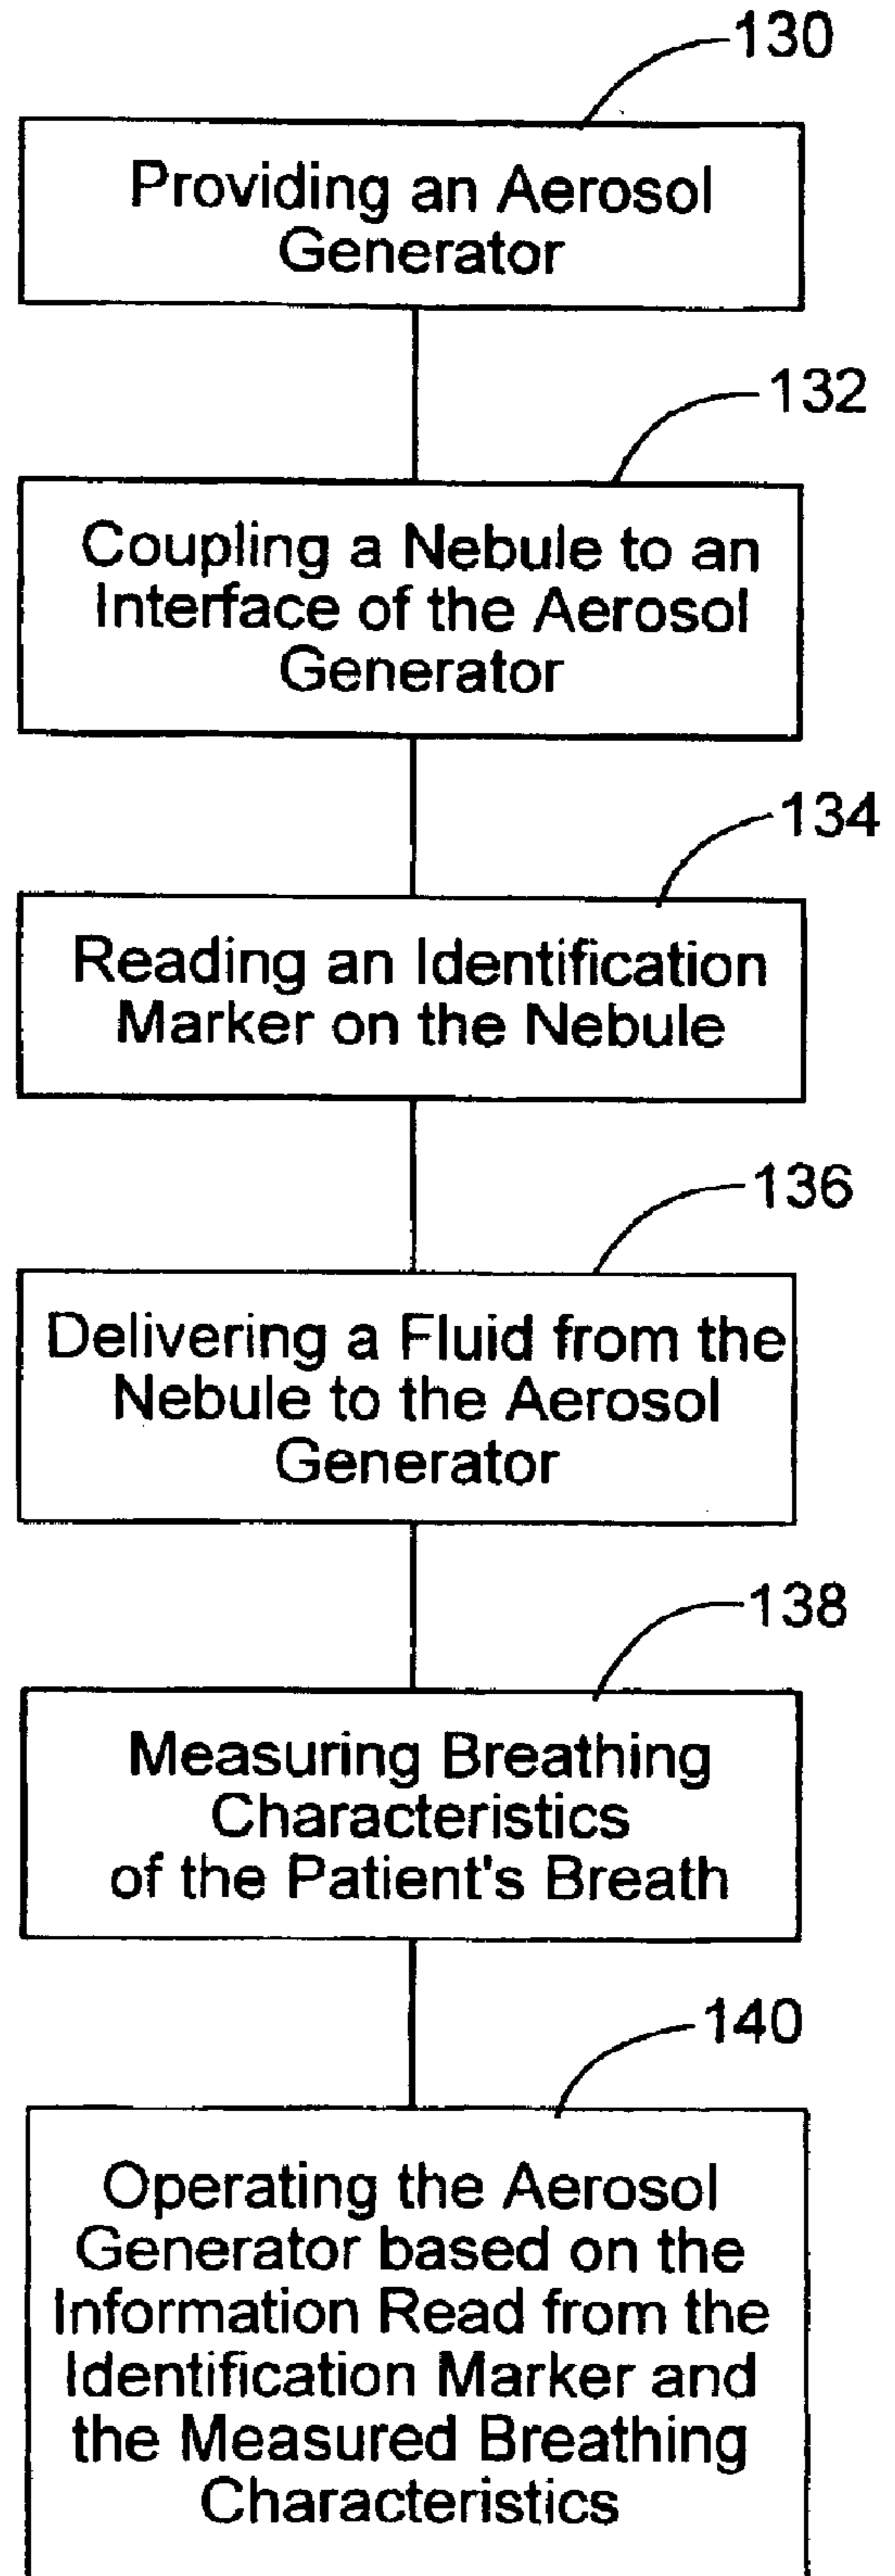 130
Providing an Aerosol
Generator
132
Coupling a Nebule to an
Interface of the Aerosol
Generator
134
Reading an Identification
Marker on the Nebule
136
Delivering a Fluid from the
Nebule to the Aerosol
Generator
138
Measuring Breathing
Characteristics
of the Patient's Breath
140
Operating the Aerosol
Generator based on the
Information Read from the
Identification Marker and
the Measured Breathing
Characteristics